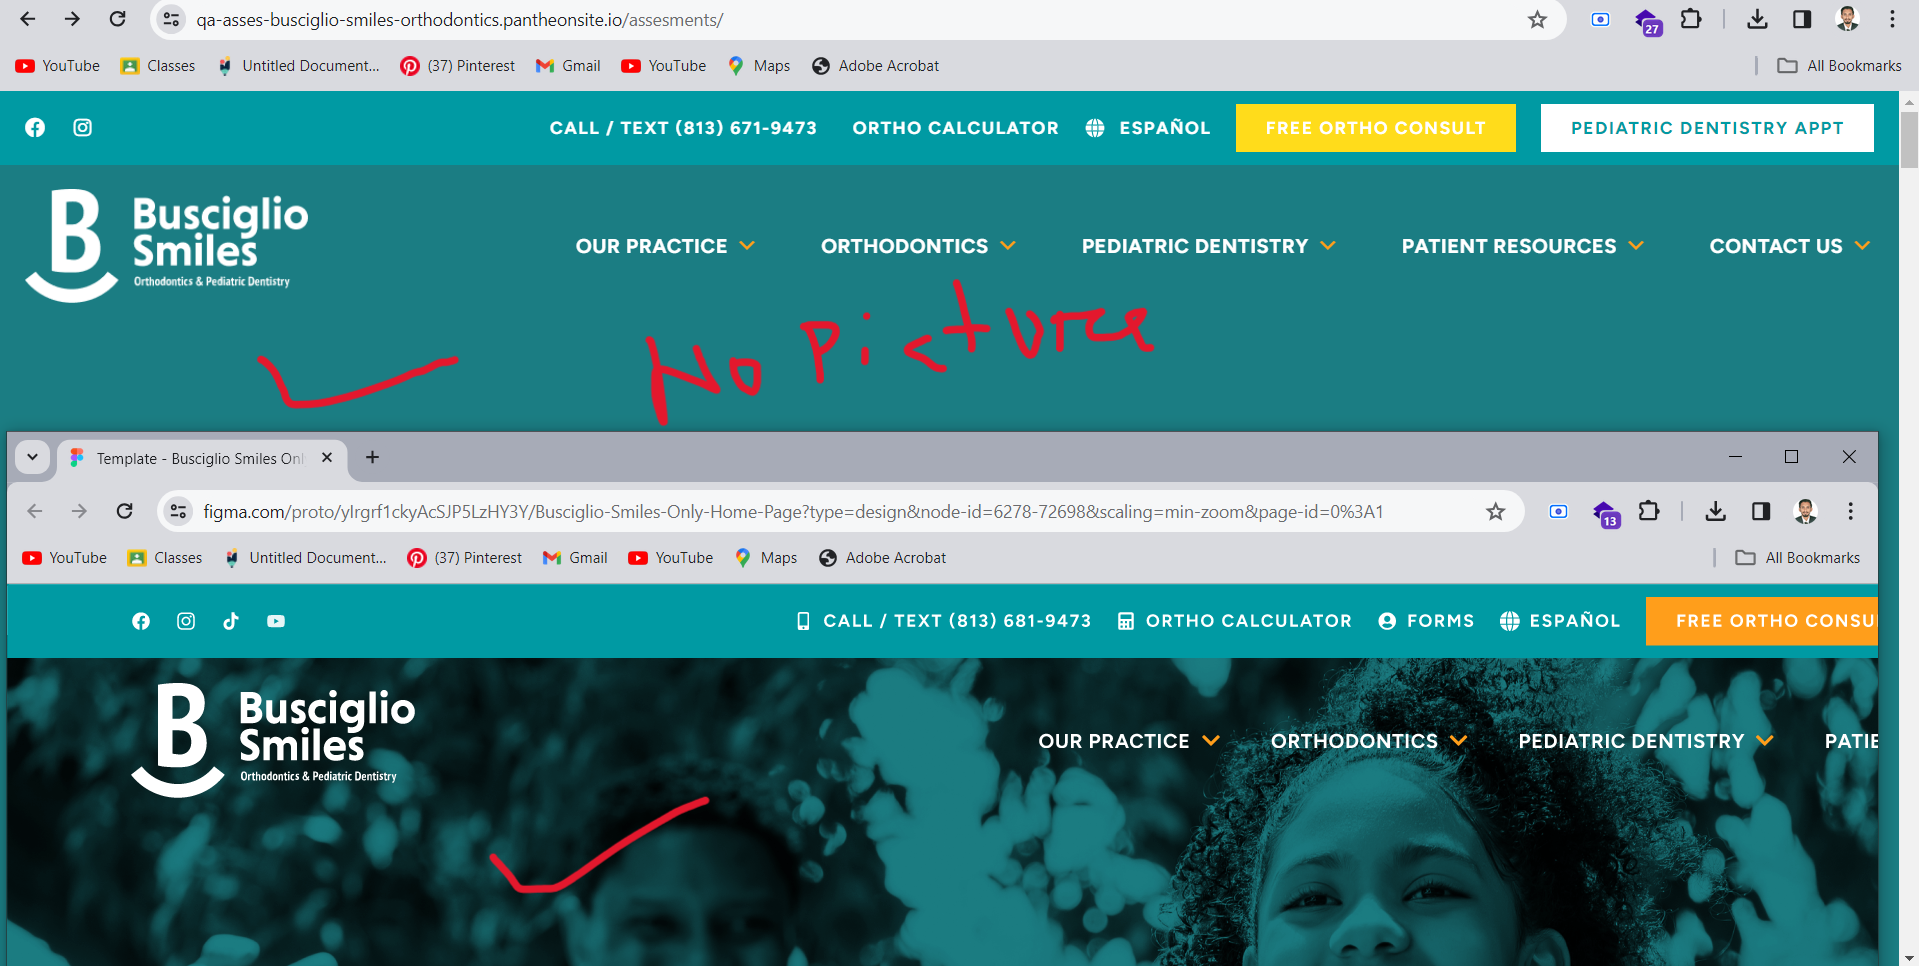 qa-asses-busciglio-smiles-orthodontics.pantheonsite.io/assesments/
27
YouTube Classes Untitled Document... (37) Pinterest Gmail YouTube Maps Adobe Acrobat All Bookmarks
CALL / TEXT (813) 671-9473 ORTHO CALCULATOR ESPAÑOL FREE ORTHO CONSULT PEDIATRIC DENTISTRY APPT
B Busciglio
Smiles
Orthodontics & Pediatric Dentistry
OUR PRACTICE ORTHODONTICS PEDIATRIC DENTISTRY PATIENT RESOURCES CONTACT US
No Picture
Template - Busciglio Smiles Onl
figma.com/proto/yIrgrf1ckyAcSJP5LzHY3Y/Busciglio-Smiles-Only-Home-Page?type=design&node-id=6278-72698&scaling=min-zoom&page-id=0%3A1
13
YouTube Classes Untitled Document... (37) Pinterest Gmail YouTube Maps Adobe Acrobat All Bookmarks
CALL / TEXT (813) 681-9473 ORTHO CALCULATOR FORMS ESPAÑOL FREE ORTHO CONSU
B Busciglio
Smiles
Orthodontics & Pediatric Dentistry
OUR PRACTICE ORTHODONTICS PEDIATRIC DENTISTRY PATIE